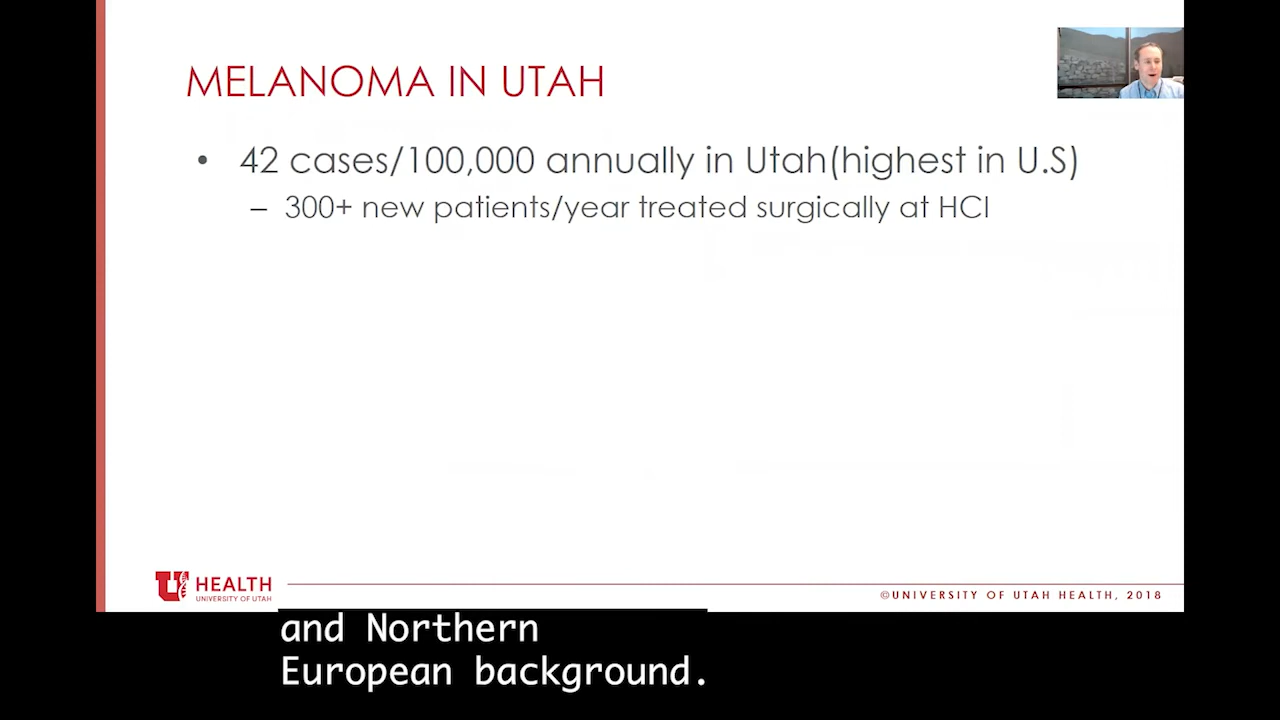 MELANOMA IN UTAH
• 42 cases/100,000 annually in Utah(highest in U.S)
– 300+ new patients/year treated surgically at HCI
U HEALTH
UNIVERSITY OF UTAH
©UNIVERSITY OF UTAH HEALTH, 2018
and Northern
European background.